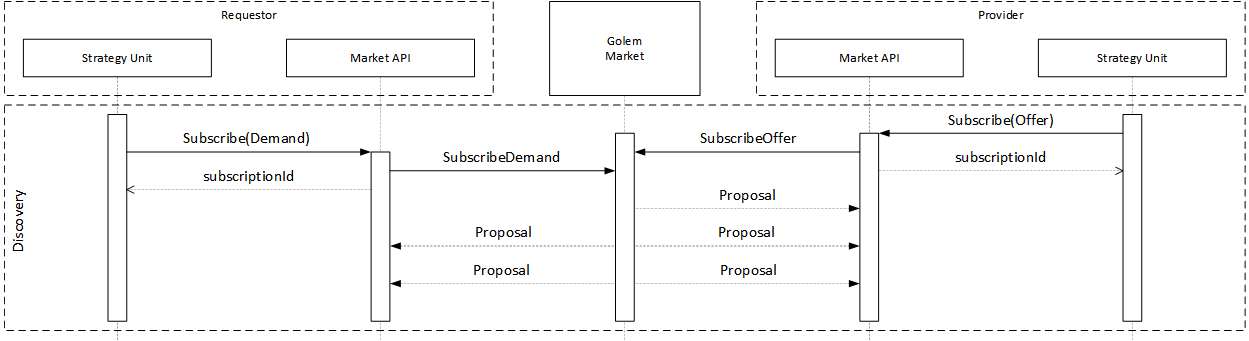 Requestor
Provider
Golem
Market
Strategy Unit
Market API
Market API
Strategy Unit
Subscribe(Offer)
Subscribe(Demand)
SubscribeOffer
SubscribeDemand
subscriptionId
subscriptionId
Proposal
Proposal
Proposal
Proposal
Proposal
Discovery